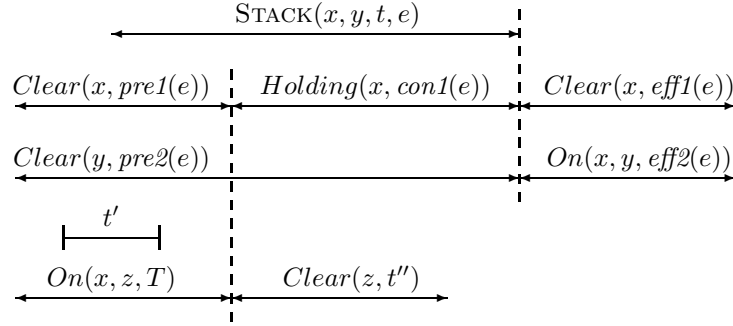 STACK(x, y, t, e)
Clear(x, pre1(e)) Holding(x, con1(e)) Clear(x, eff1(e))
Clear(y, pre2(e)) On(x, y, eff2(e))
t′
On(x, z, T) Clear(z, t″)